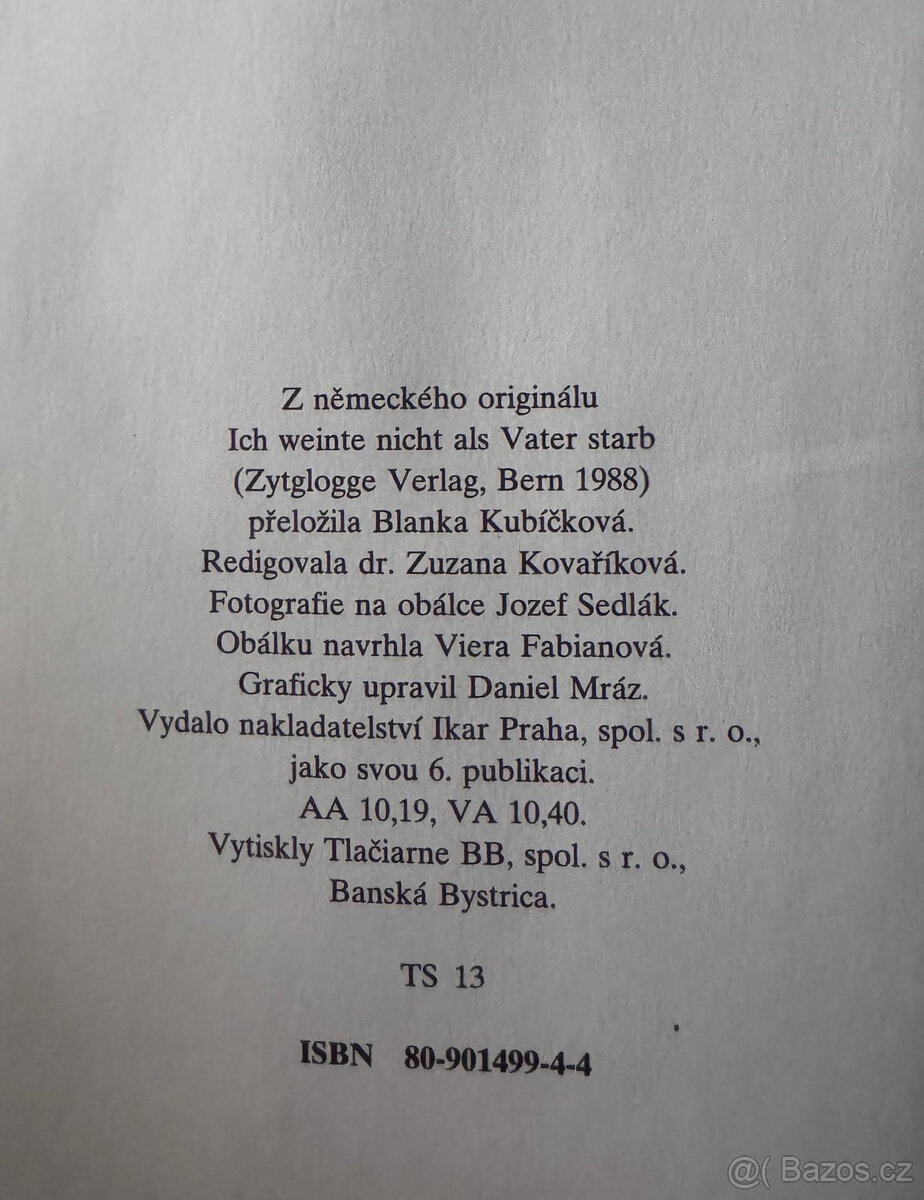 Z německého originálu
Ich weinte nicht als Vater starb
(Zytglogge Verlag, Bern 1988)
přeložila Blanka Kubíčková.
Redigovala dr. Zuzana Kovaříková.
Fotografie na obálce Jozef Sedlák.
Obálku navrhla Viera Fabianová.
Graficky upravil Daniel Mráz.
Vydalo nakladatelství Ikar Praha, spol. s r. o.,
jako svou 6. publikaci.
AA 10,19, VA 10,40.
Vytiskly Tlačiarne BB, spol. s r. o.,
Banská Bystrica.
TS 13
ISBN 80-901499-4-4
@( Bazos.cz